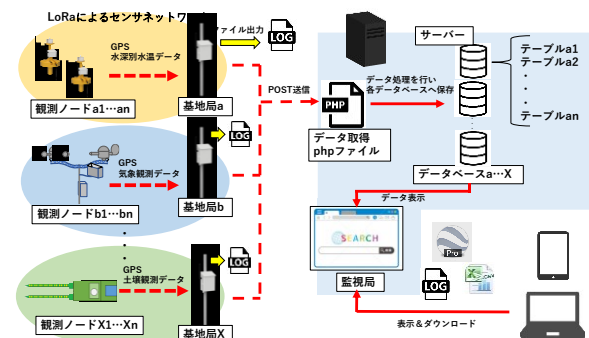 LoRaによるセンサネットワーク
GPS
水深別水温データ
観測ノードa1…an
基地局a
ファイル出力
LOG
GPS
気象観測データ
観測ノードb1…bn
基地局b
LOG
・
・
・
GPS
土壌観測データ
観測ノードX1…Xn
基地局X
LOG
POST送信
PHP
データ取得
phpファイル
データ処理を行い
各データベースへ保存
サーバー
テーブルa1
テーブルa2
・
・
・
テーブルan
データベースa…X
データ表示
SEARCH
監視局
Pro
LOG
表示＆ダウンロード